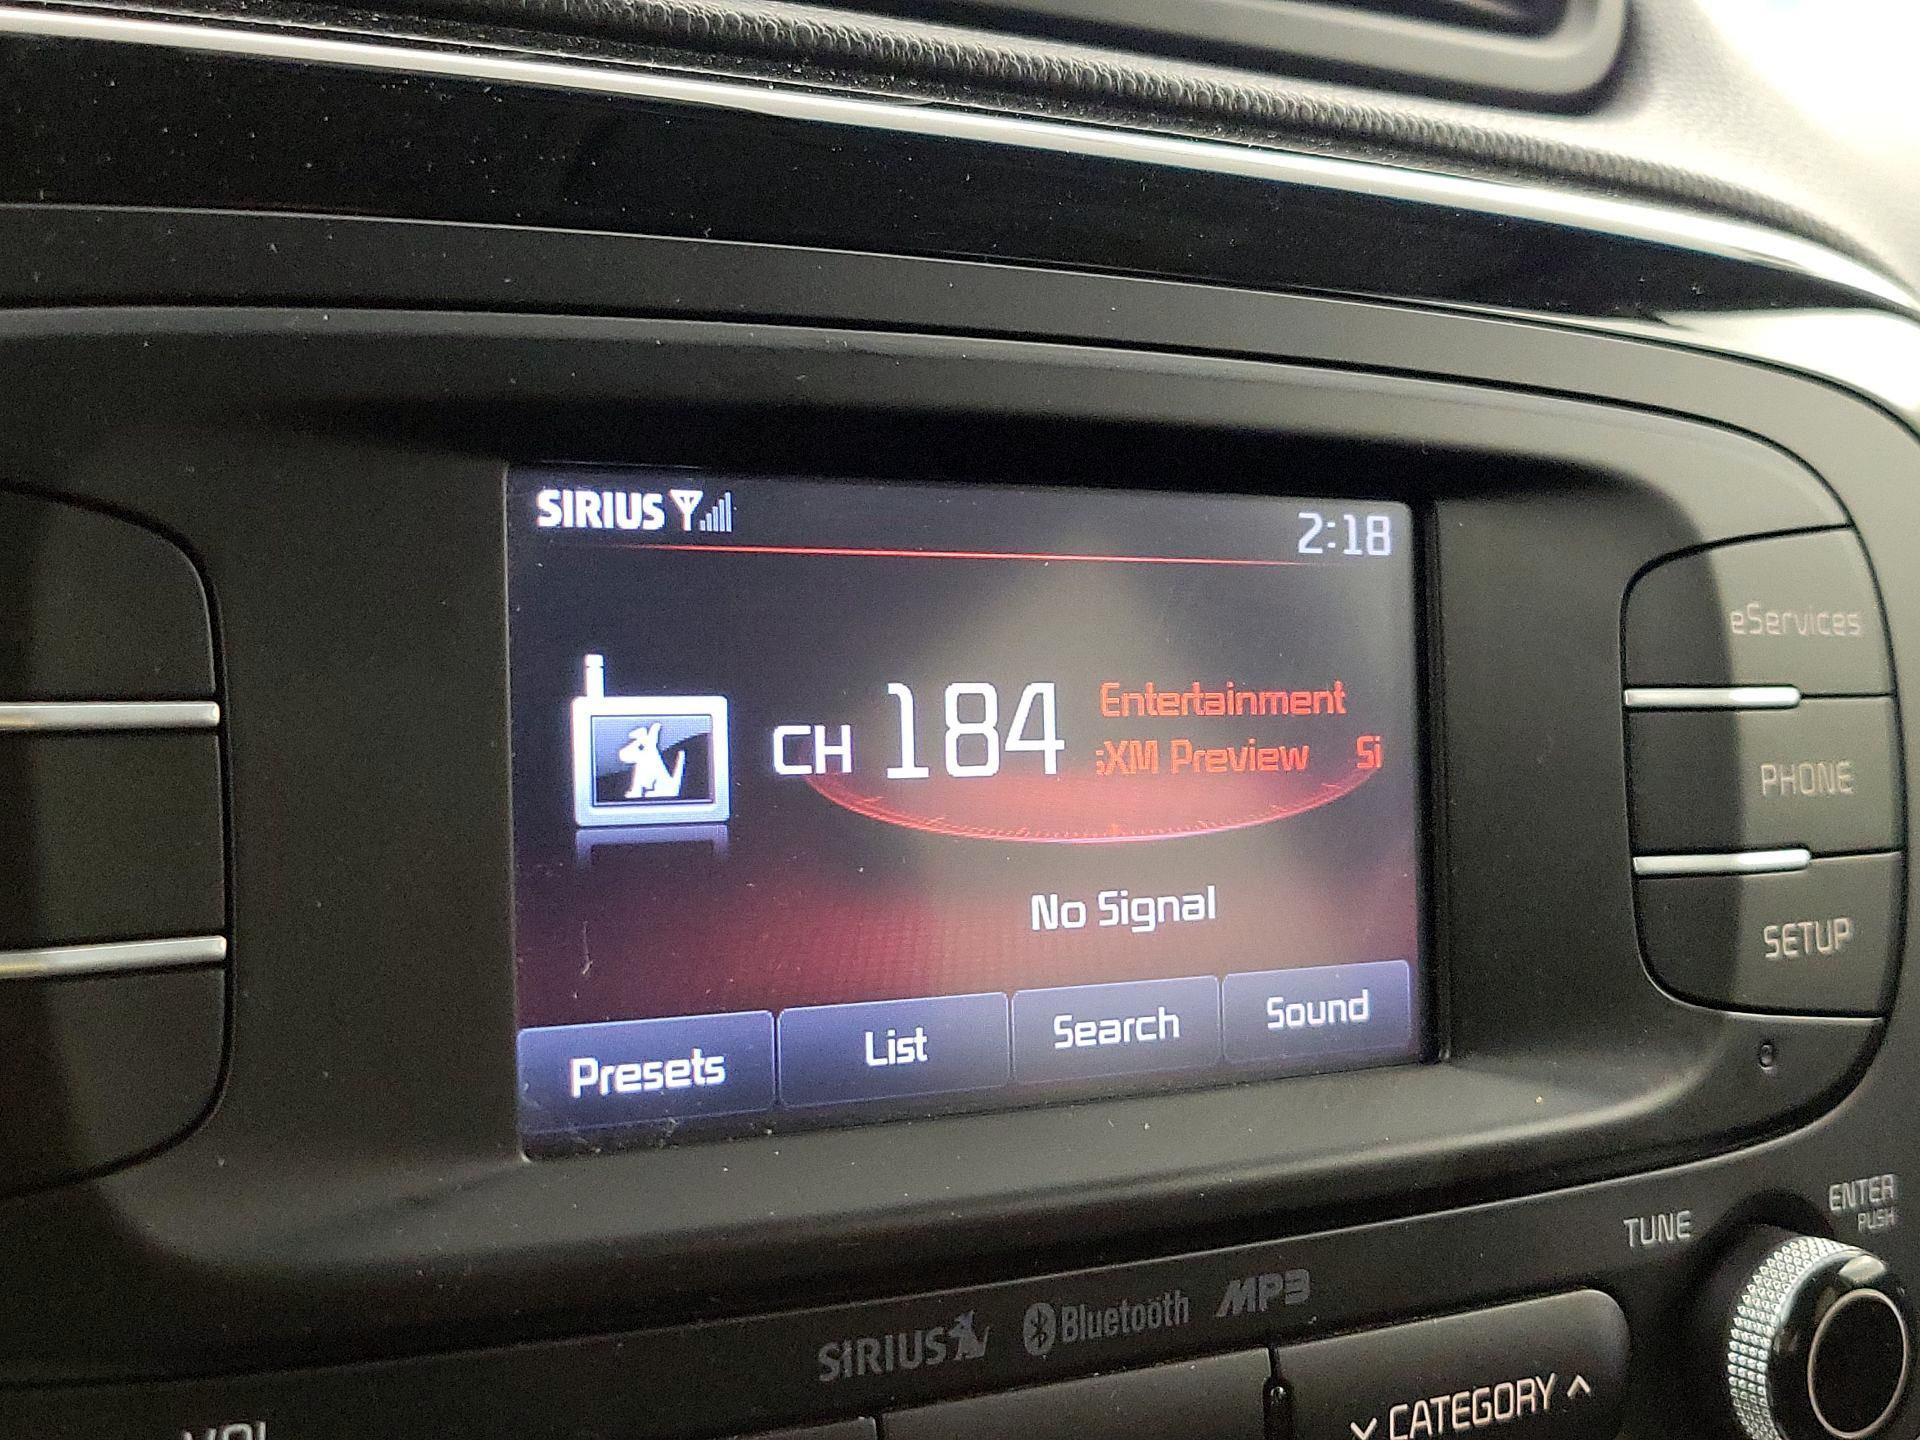 SIRIUS
2:18
CH 184
Entertainment
XM Preview Si
No Signal
Presets
List
Search
Sound
eServices
PHONE
SETUP
TUNE
ENTER
PUSH
SIRIUS
Bluetooth
MP3
CATEGORY
VOL